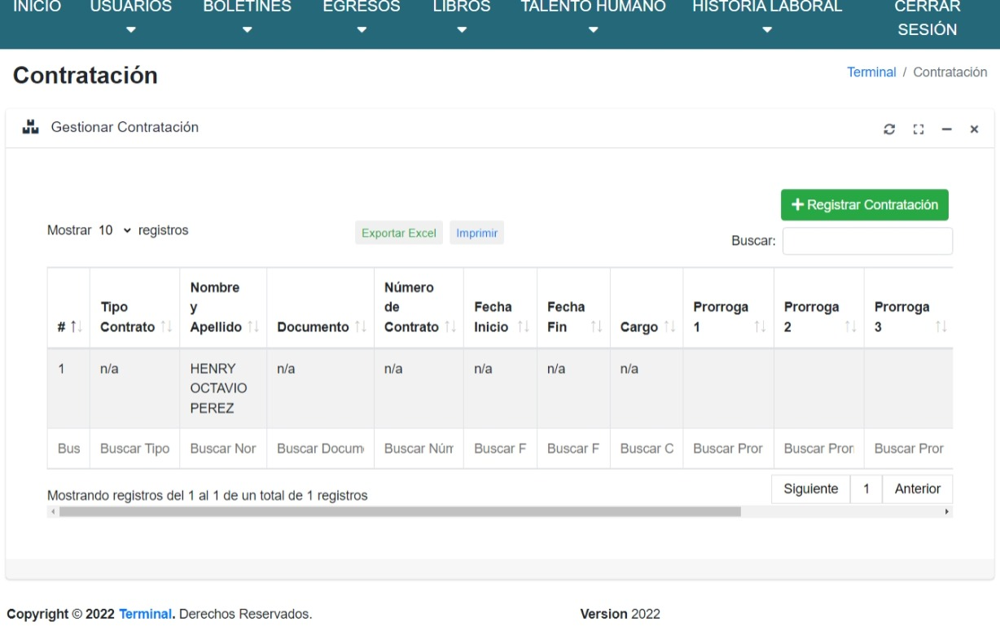 INICIO USUARIOS BOLETINES EGRESOS LIBROS TALENTO HUMANO HISTORIA LABORAL CERRAR
SESIÓN
Contratación
Terminal / Contratación
Gestionar Contratación
+ Registrar Contratación
Mostrar 10 registros
Exportar Excel Imprimir
Buscar:
# Tipo Contrato Nombre y Apellido Documento Número de Contrato Fecha Inicio Fecha Fin Cargo Prorroga 1 Prorroga 2 Prorroga 3
1 n/a HENRY OCTAVIO PEREZ n/a n/a n/a n/a n/a
Bus Buscar Tipo Buscar Nor Buscar Docum Buscar Núm Buscar F Buscar F Buscar C Buscar Pror Buscar Pror Buscar Pror
Mostrando registros del 1 al 1 de un total de 1 registros
Siguiente 1 Anterior
Copyright © 2022 Terminal. Derechos Reservados.
Version 2022